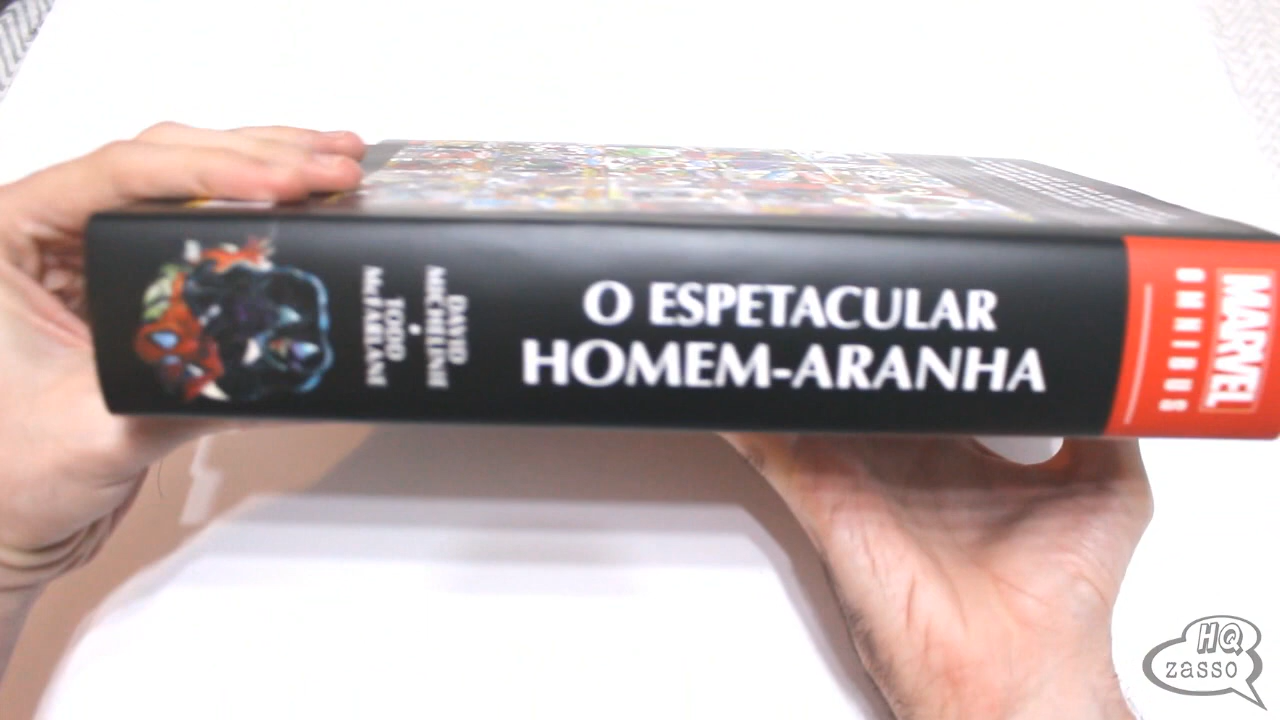 O ESPETACULAR
HOMEM-ARANHA
DAVID
MICHELINIE
•
TODD
McFARLANE
MARVEL
OMNIBUS
HQ
zasso